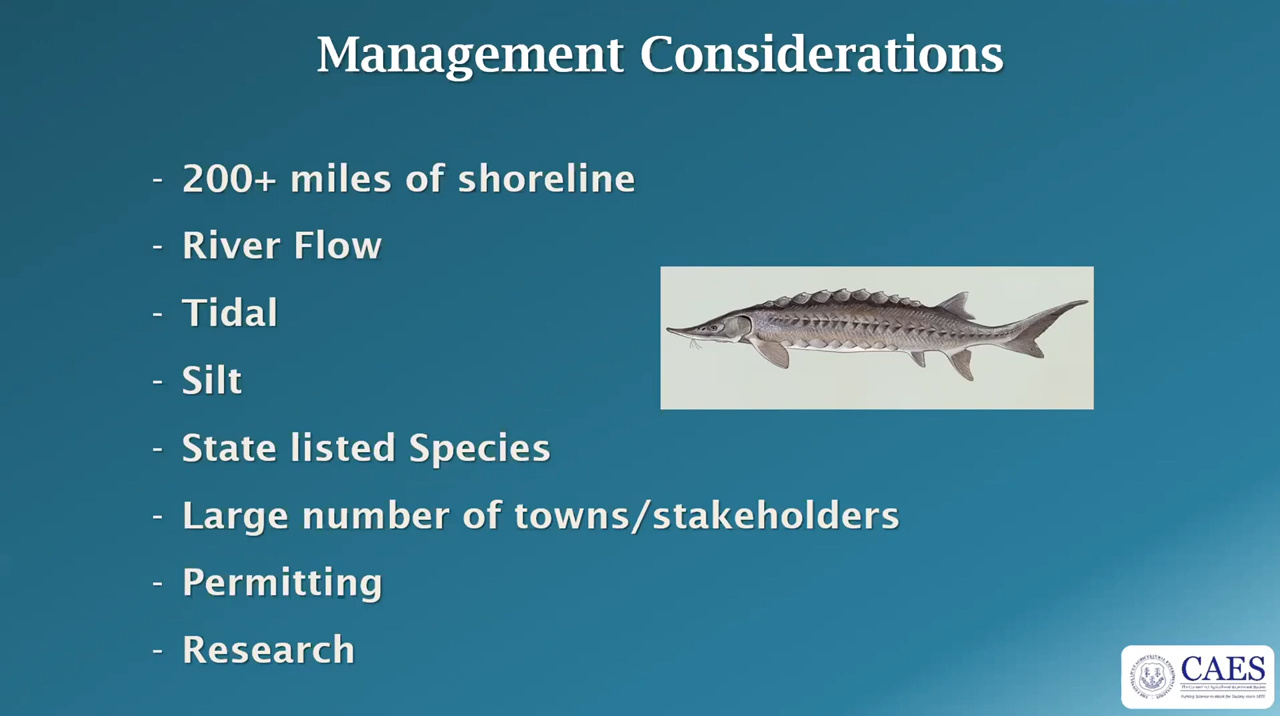 Management Considerations
- 200+ miles of shoreline
- River Flow
- Tidal
- Silt
- State listed Species
- Large number of towns/stakeholders
- Permitting
- Research
CAES